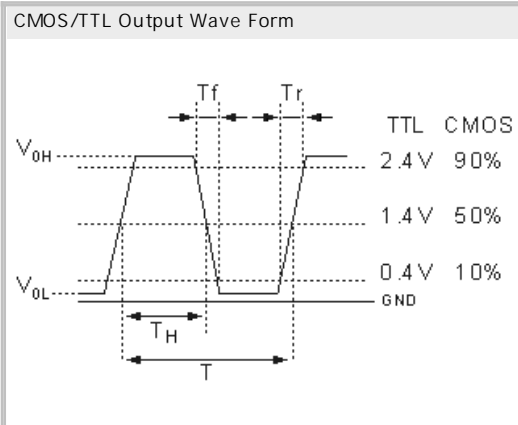 CMOS/TTL Output Wave Form
Tf Tr
TTL CMOS
V0H 2.4V 90%
1.4V 50%
0.4V 10%
V0L GND
TH
T